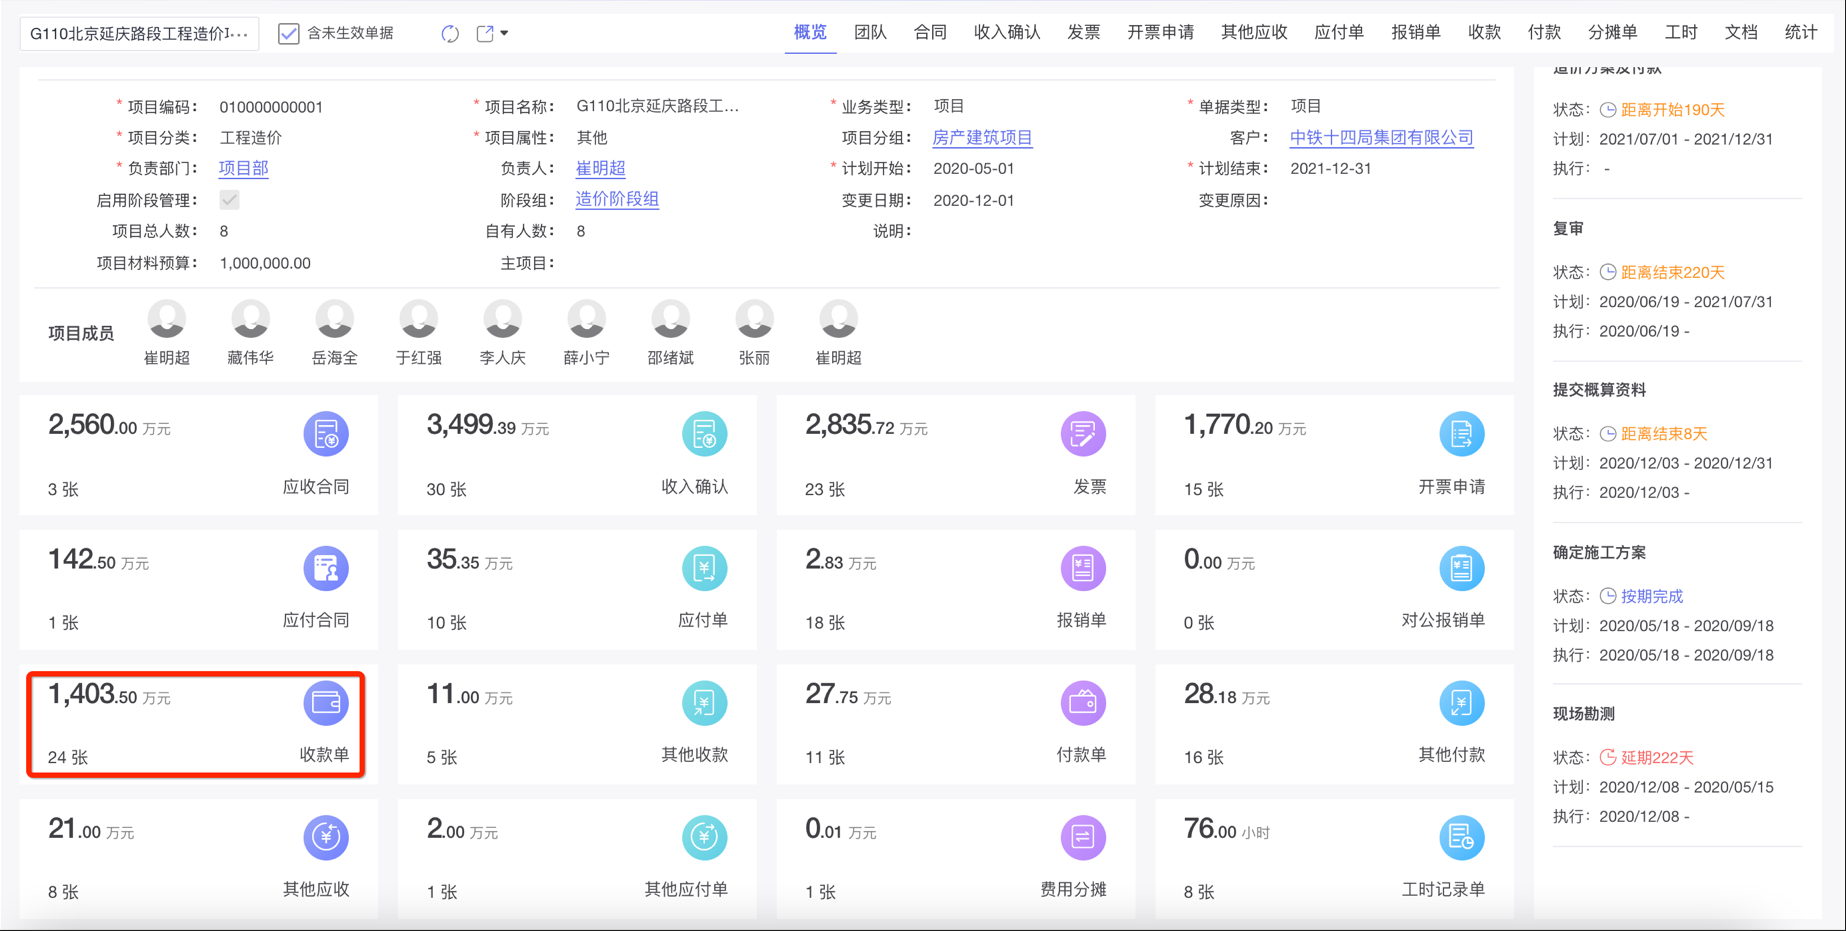 G110北京延庆路段工程造价I···
含未生效单据
概览 团队 合同 收入确认 发票 开票申请 其他应收 应付单 报销单 收款 付款 分摊单 工时 文档 统计
* 项目编码： 010000000001 * 项目名称： G110北京延庆路段工... * 业务类型： 项目 * 单据类型： 项目
* 项目分类： 工程造价 * 项目属性： 其他 项目分组： 房产建筑项目 客户： 中铁十四局集团有限公司
* 负责部门： 项目部 负责人： 崔明超 * 计划开始： 2020-05-01 * 计划结束： 2021-12-31
启用阶段管理： 阶段组： 造价阶段组 变更日期： 2020-12-01 变更原因：
项目总人数： 8 自有人数： 8 说明：
项目材料预算： 1,000,000.00 主项目：
项目成员
崔明超 藏伟华 岳海全 于红强 李人庆 薛小宁 邵绪斌 张丽 崔明超
2,560.00 万元 3,499.39 万元 2,835.72 万元 1,770.20 万元
3 张 应收合同 30 张 收入确认 23 张 发票 15 张 开票申请
142.50 万元 35.35 万元 2.83 万元 0.00 万元
1 张 应付合同 10 张 应付单 18 张 报销单 0 张 对公报销单
1,403.50 万元 11.00 万元 27.75 万元 28.18 万元
24 张 收款单 5 张 其他收款 11 张 付款单 16 张 其他付款
21.00 万元 2.00 万元 0.01 万元 76.00 小时
8 张 其他应收 1 张 其他应付单 1 张 费用分摊 8 张 工时记录单
造价方案及付款
状态： 距离开始190天
计划： 2021/07/01 - 2021/12/31
执行： -
复审
状态： 距离结束220天
计划： 2020/06/19 - 2021/07/31
执行： 2020/06/19 -
提交概算资料
状态： 距离结束8天
计划： 2020/12/03 - 2020/12/31
执行： 2020/12/03 -
确定施工方案
状态： 按期完成
计划： 2020/05/18 - 2020/09/18
执行： 2020/05/18 - 2020/09/18
现场勘测
状态： 延期222天
计划： 2020/12/08 - 2020/05/15
执行： 2020/12/08 -